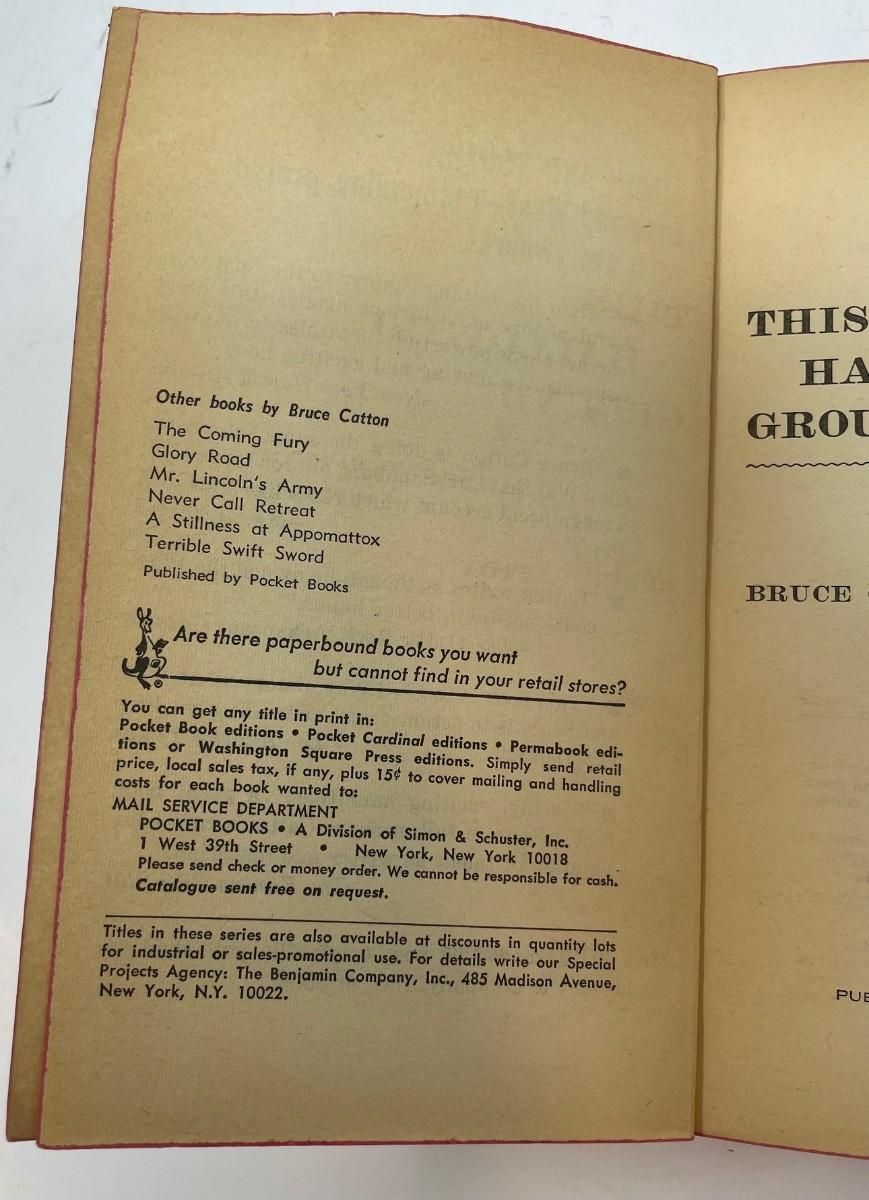 Other books by Bruce Catton
The Coming Fury
Glory Road
Mr. Lincoln's Army
Never Call Retreat
A Stillness at Appomattox
Terrible Swift Sword
Published by Pocket Books
Are there paperbound books you want
but cannot find in your retail stores?
You can get any title in print in:
Pocket Book editions • Pocket Cardinal editions • Permabook edi-
tions or Washington Square Press editions. Simply send retail
price, local sales tax, if any, plus 15¢ to cover mailing and handling
costs for each book wanted to:
MAIL SERVICE DEPARTMENT
POCKET BOOKS • A Division of Simon & Schuster, Inc.
1 West 39th Street • New York, New York 10018
Please send check or money order. We cannot be responsible for cash.
Catalogue sent free on request.
Titles in these series are also available at discounts in quantity lots
for industrial or sales-promotional use. For details write our Special
Projects Agency: The Benjamin Company, Inc., 485 Madison Avenue,
New York, N.Y. 10022.
THIS
HA
GROU
BRUCE
PUB